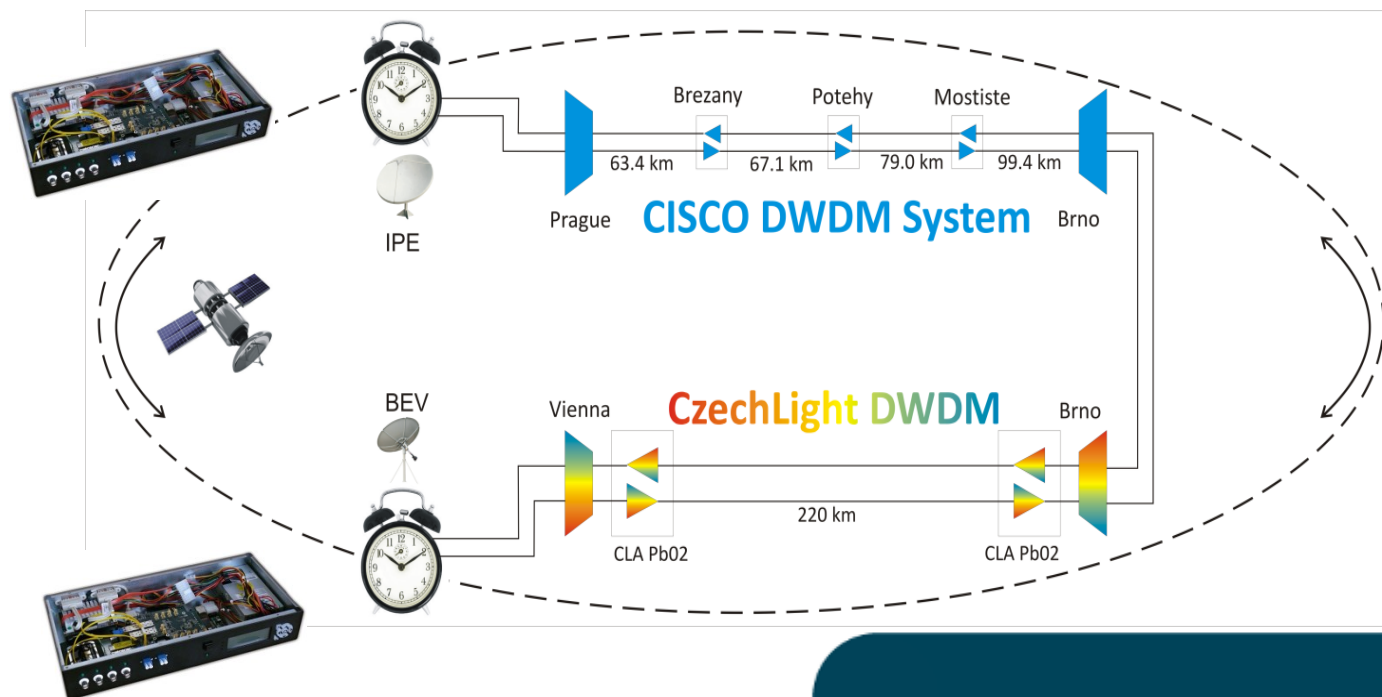 Brezany
Potehy
Mostiste
63.4 km
67.1 km
79.0 km
99.4 km
Prague
CISCO DWDM System
Brno
IPE
BEV
Vienna
CzechLight DWDM
Brno
220 km
CLA Pb02
CLA Pb02